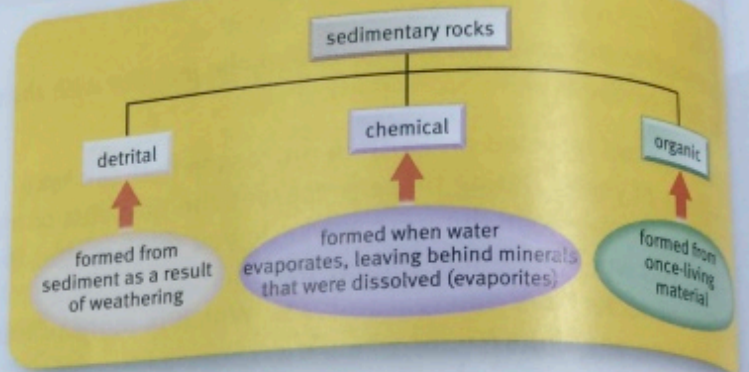 sedimentary rocks
detrital
chemical
organic
formed from
sediment as a result
of weathering
formed when water
evaporates, leaving behind minerals
that were dissolved (evaporites)
formed from
once-living
material